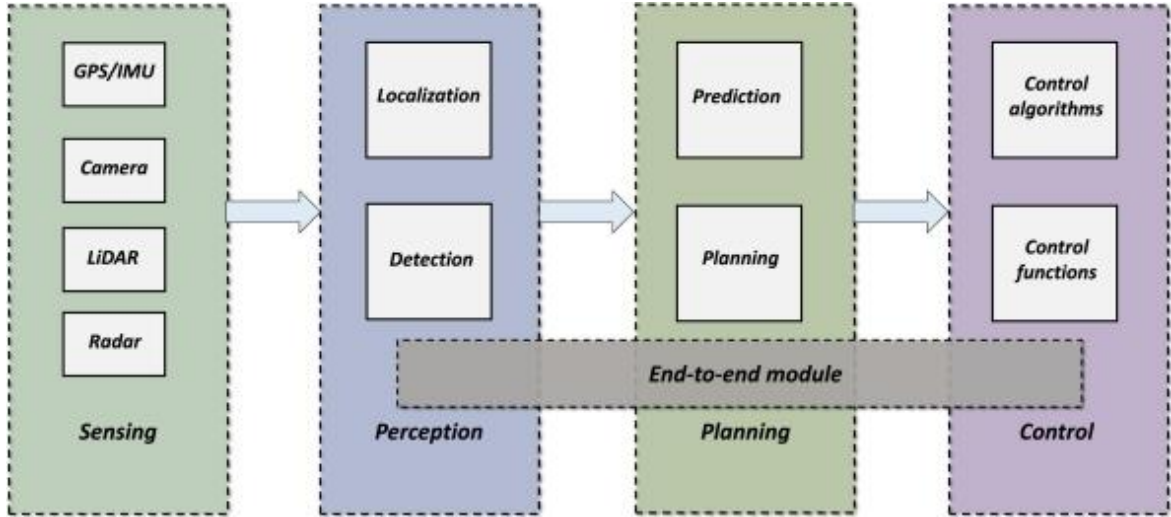 GPS/IMU
Camera
LiDAR
Radar
Sensing
Localization
Detection
Perception
Prediction
Planning
Planning
Control
algorithms
Control
functions
Control
End-to-end module